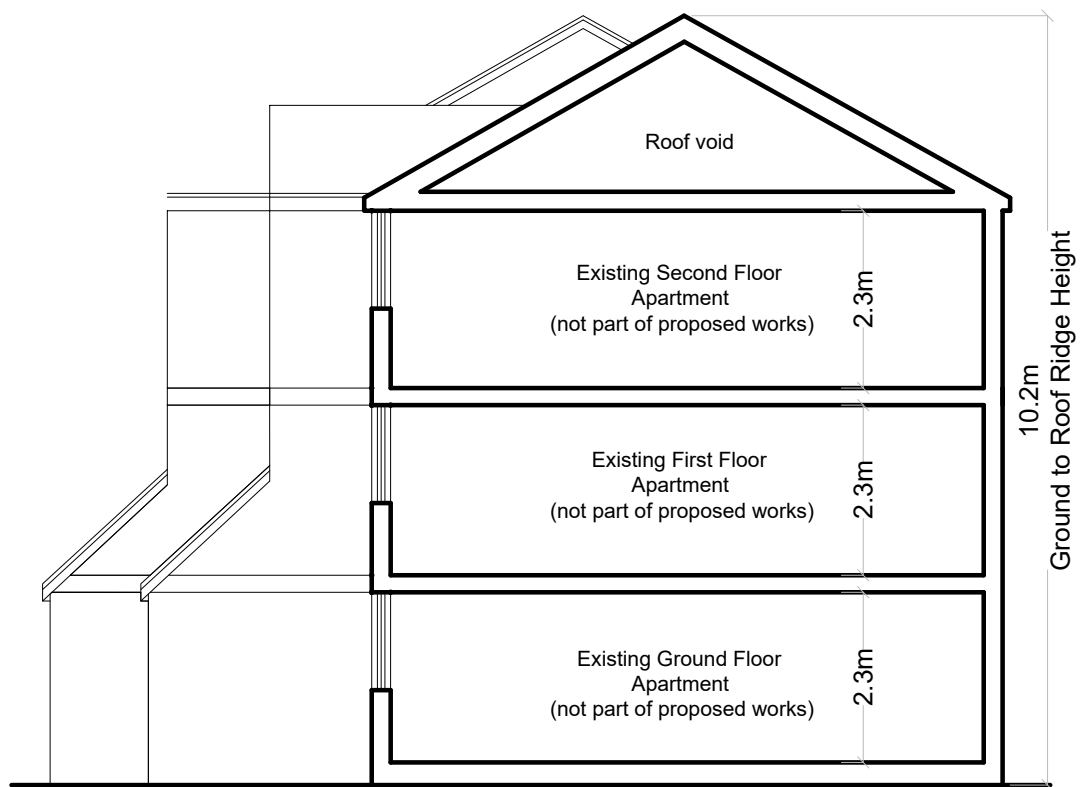 Roof void
Existing Second Floor
Apartment
(not part of proposed works)
2.3m
Existing First Floor
Apartment
(not part of proposed works)
2.3m
Existing Ground Floor
Apartment
(not part of proposed works)
2.3m
10.2m
Ground to Roof Ridge Height